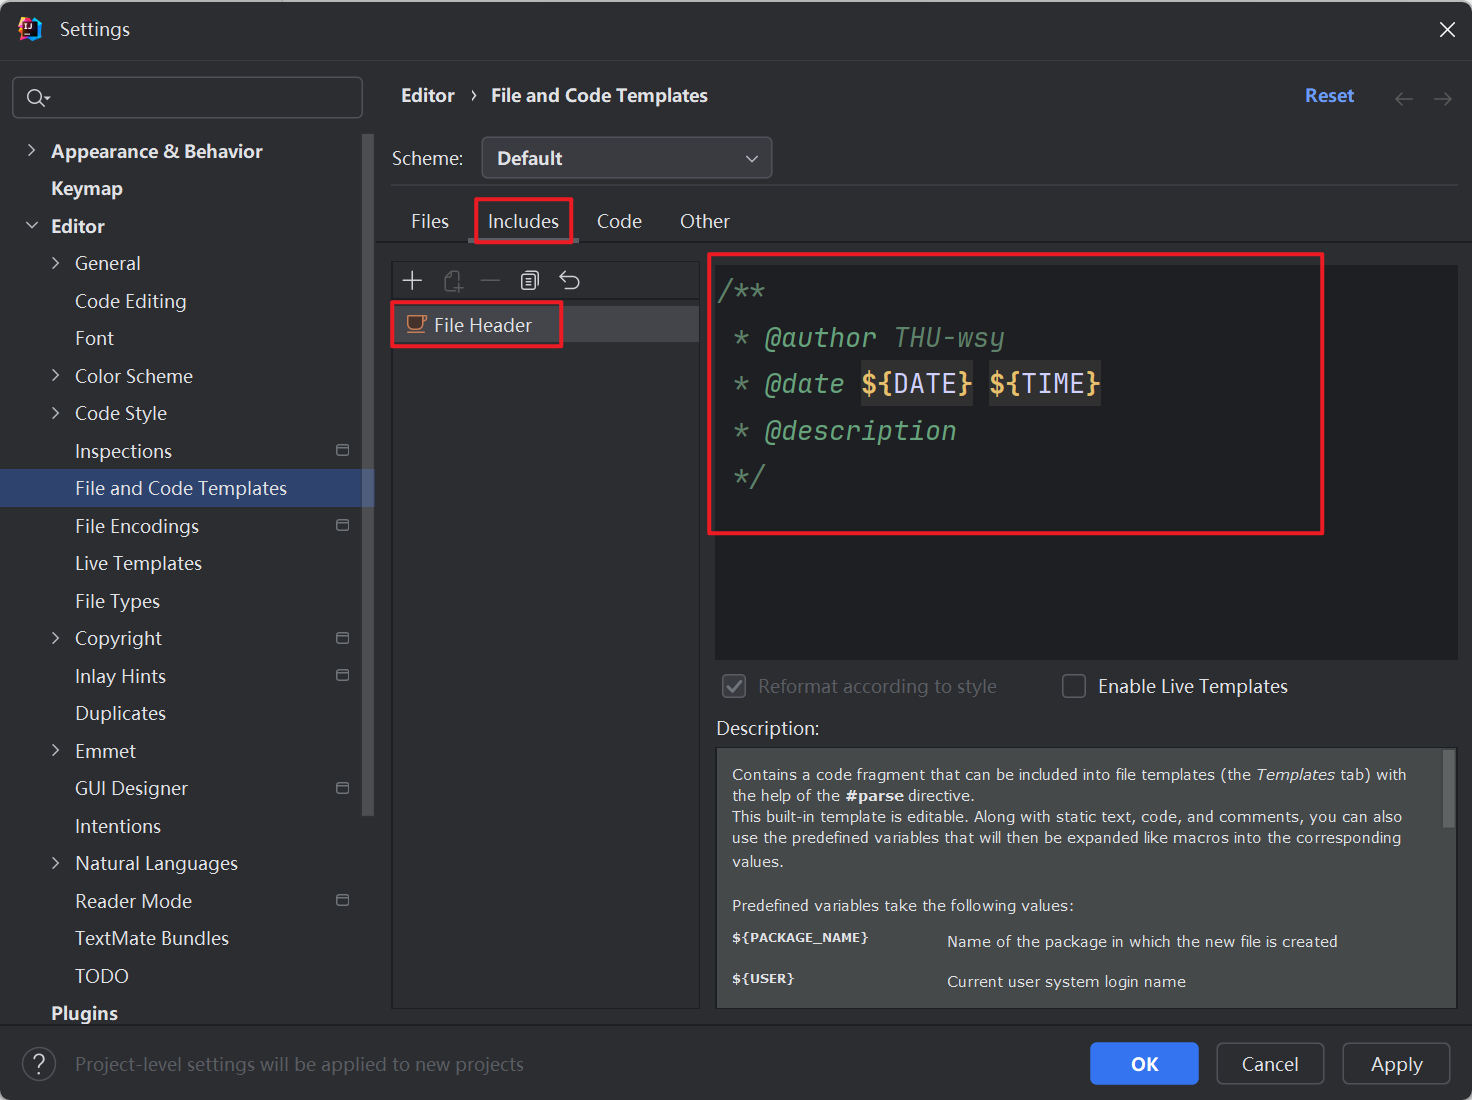 Settings
Editor › File and Code Templates
Reset
Scheme:
Default
Appearance & Behavior
Keymap
Editor
General
Code Editing
Font
Color Scheme
Code Style
Inspections
File and Code Templates
File Encodings
Live Templates
File Types
Copyright
Inlay Hints
Duplicates
Emmet
GUI Designer
Intentions
Natural Languages
Reader Mode
TextMate Bundles
TODO
Plugins
Files Includes Code Other
File Header
/**
* @author THU-wsy
* @date ${DATE} ${TIME}
* @description
*/
Reformat according to style
Enable Live Templates
Description:
Contains a code fragment that can be included into file templates (the Templates tab) with
the help of the #parse directive.
This built-in template is editable. Along with static text, code, and comments, you can also
use the predefined variables that will then be expanded like macros into the corresponding
values.
Predefined variables take the following values:
${PACKAGE_NAME} Name of the package in which the new file is created
${USER} Current user system login name
? Project-level settings will be applied to new projects
OK
Cancel
Apply